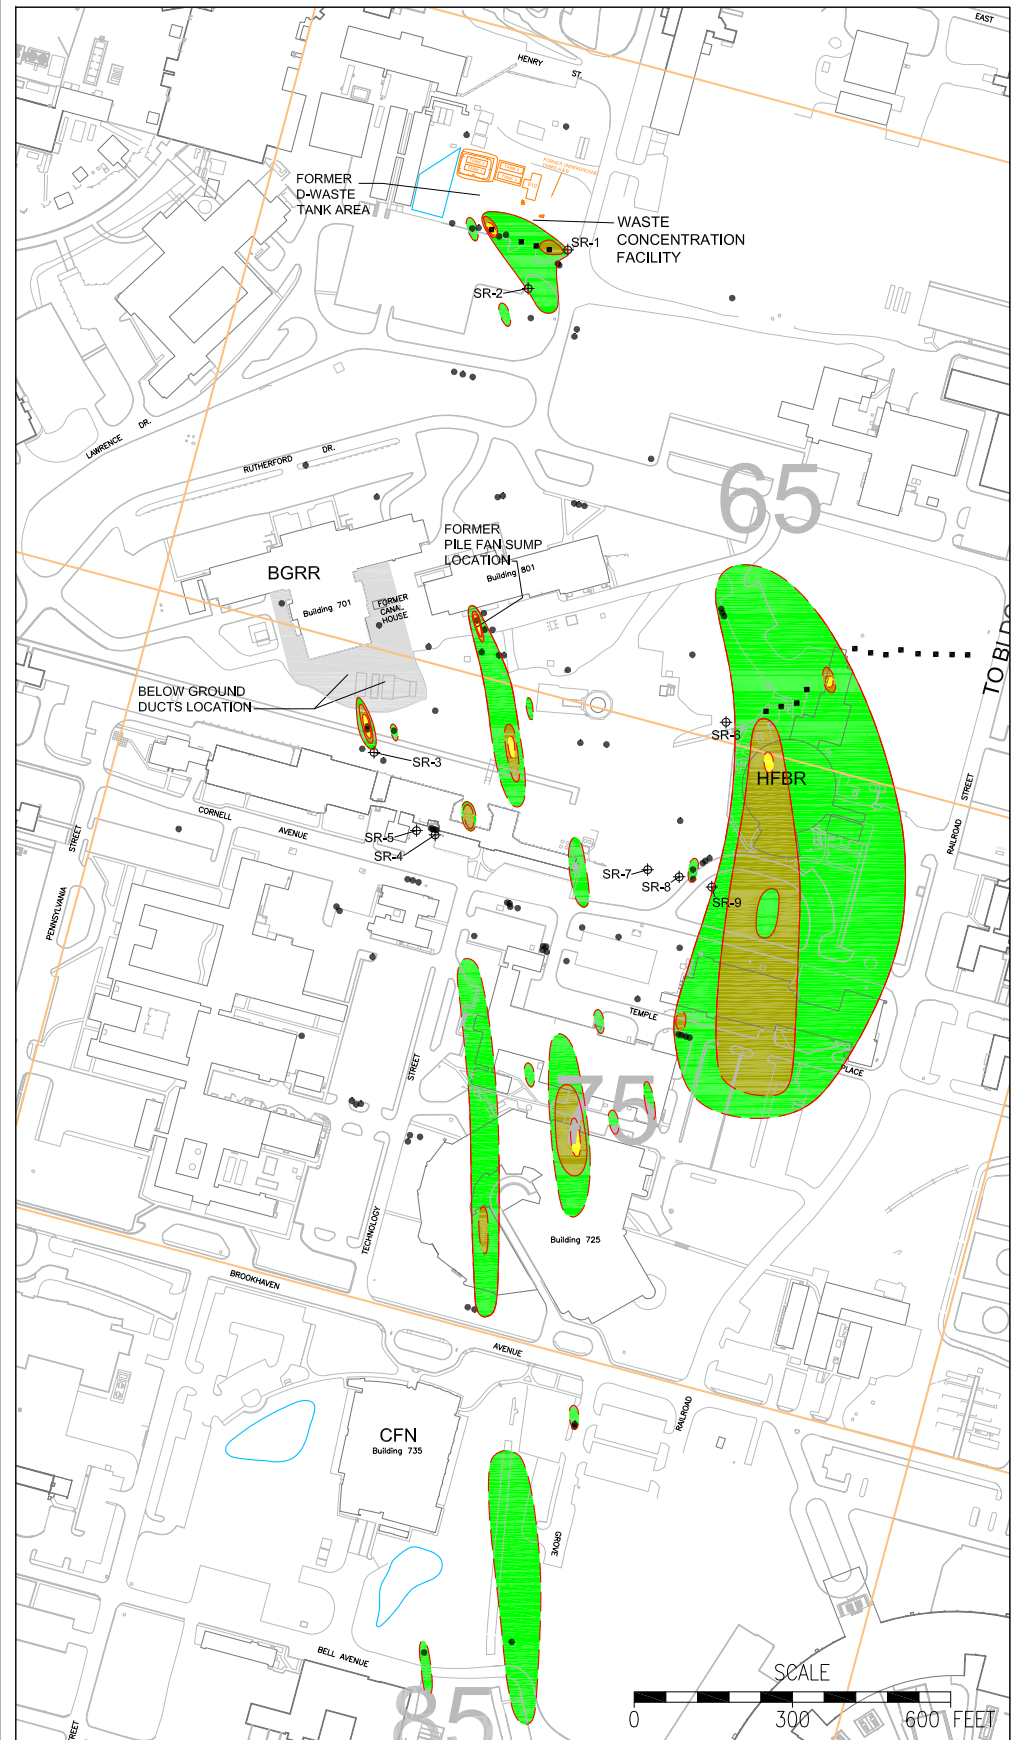 EAST
HENRY
ST.
FORMER
D-WASTE
TANK AREA
WASTE
CONCENTRATION
FACILITY
SR-1
SR-2
LAWRENCE DR.
RUTHERFORD DR.
65
FORMER
PILE FAN SUMP
LOCATION
Building 801
BGRR
Building 701
FORMER
CANAL
HOUSE
BELOW GROUND
DUCTS LOCATION
SR-3
SR-6
HFBR
TO BLDG
CORNELL AVENUE
SR-5
SR-4
SR-7
SR-8
SR-9
RAILROAD STREET
PENNSYLVANIA STREET
TEMPLE PLACE
75
TECHNOLOGY STREET
Building 725
BROOKHAVEN AVENUE
RAILROAD
CFN
Building 735
GROVE
BELL AVENUE
85
STREET
SCALE
0 300 600 FEET